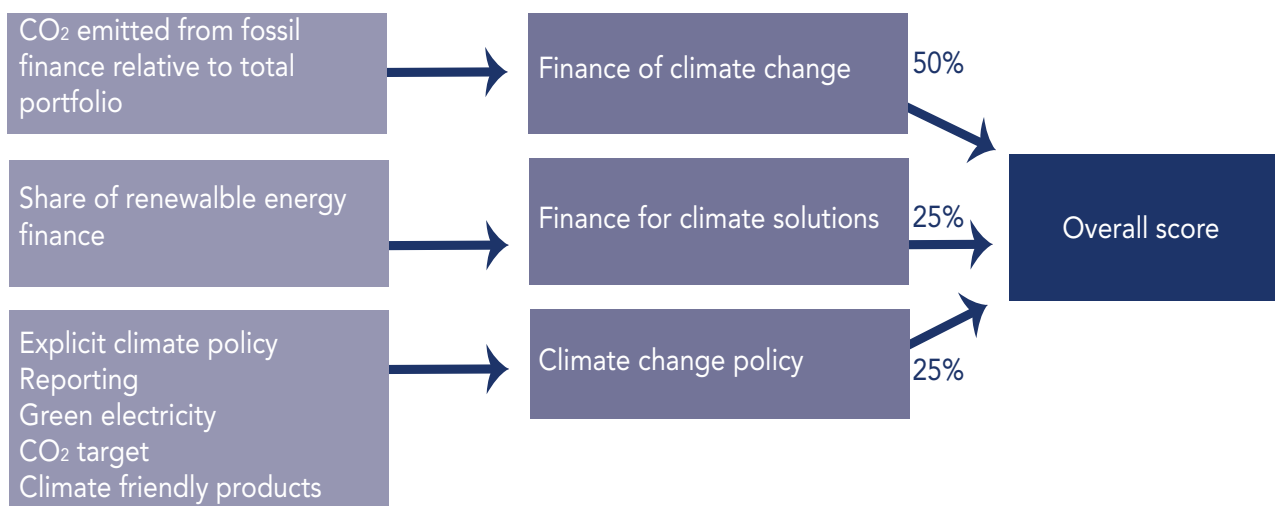 CO2 emitted from fossil
finance relative to total
portfolio
Finance of climate change
50%
Share of renewalble energy
finance
Finance for climate solutions
25%
Overall score
Explicit climate policy
Reporting
Green electricity
CO2 target
Climate friendly products
Climate change policy
25%